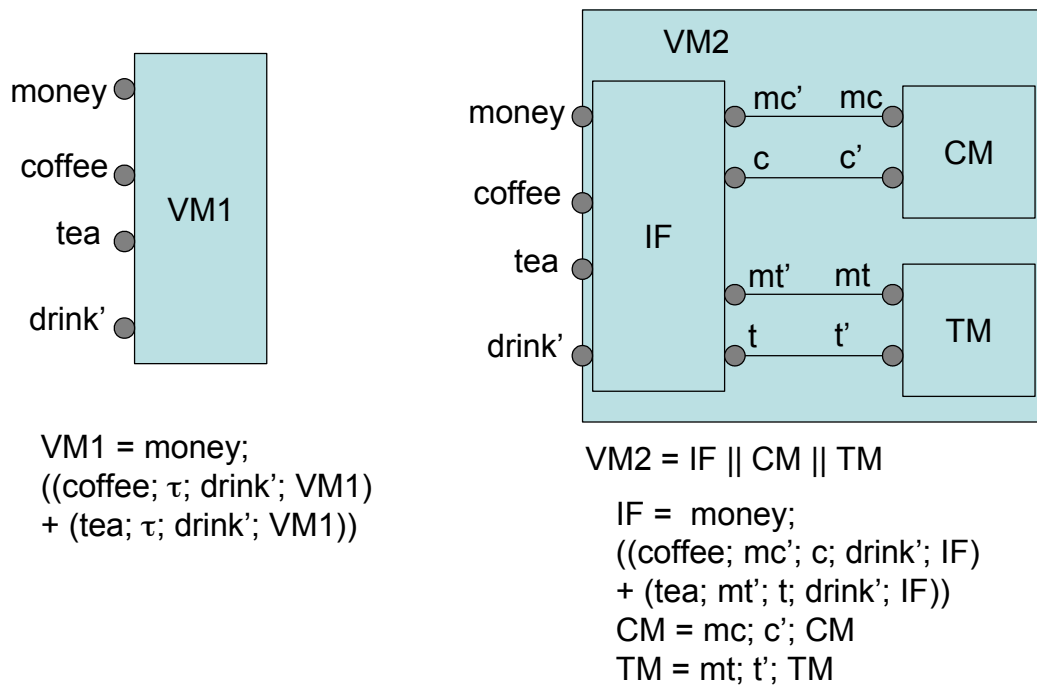 VM1
money
coffee
tea
drink’
VM1 = money;
((coffee; τ; drink’; VM1)
+ (tea; τ; drink’; VM1))
VM2
money
coffee
tea
drink’
IF
mc’ mc
c c’
CM
mt’ mt
t t’
TM
VM2 = IF || CM || TM
IF = money;
((coffee; mc’; c; drink’; IF)
+ (tea; mt’; t; drink’; IF))
CM = mc; c’; CM
TM = mt; t’; TM